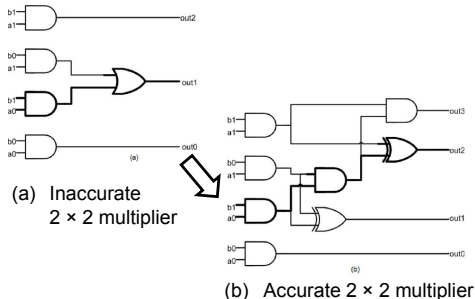 b1
a1
out2
b0
a1
b1
a0
out1
b0
a0
out0
(a)
(a) Inaccurate
2 × 2 multiplier
b1
a1
out3
out2
b0
a1
b1
a0
out1
b0
a0
out0
(b)
(b) Accurate 2 × 2 multiplier